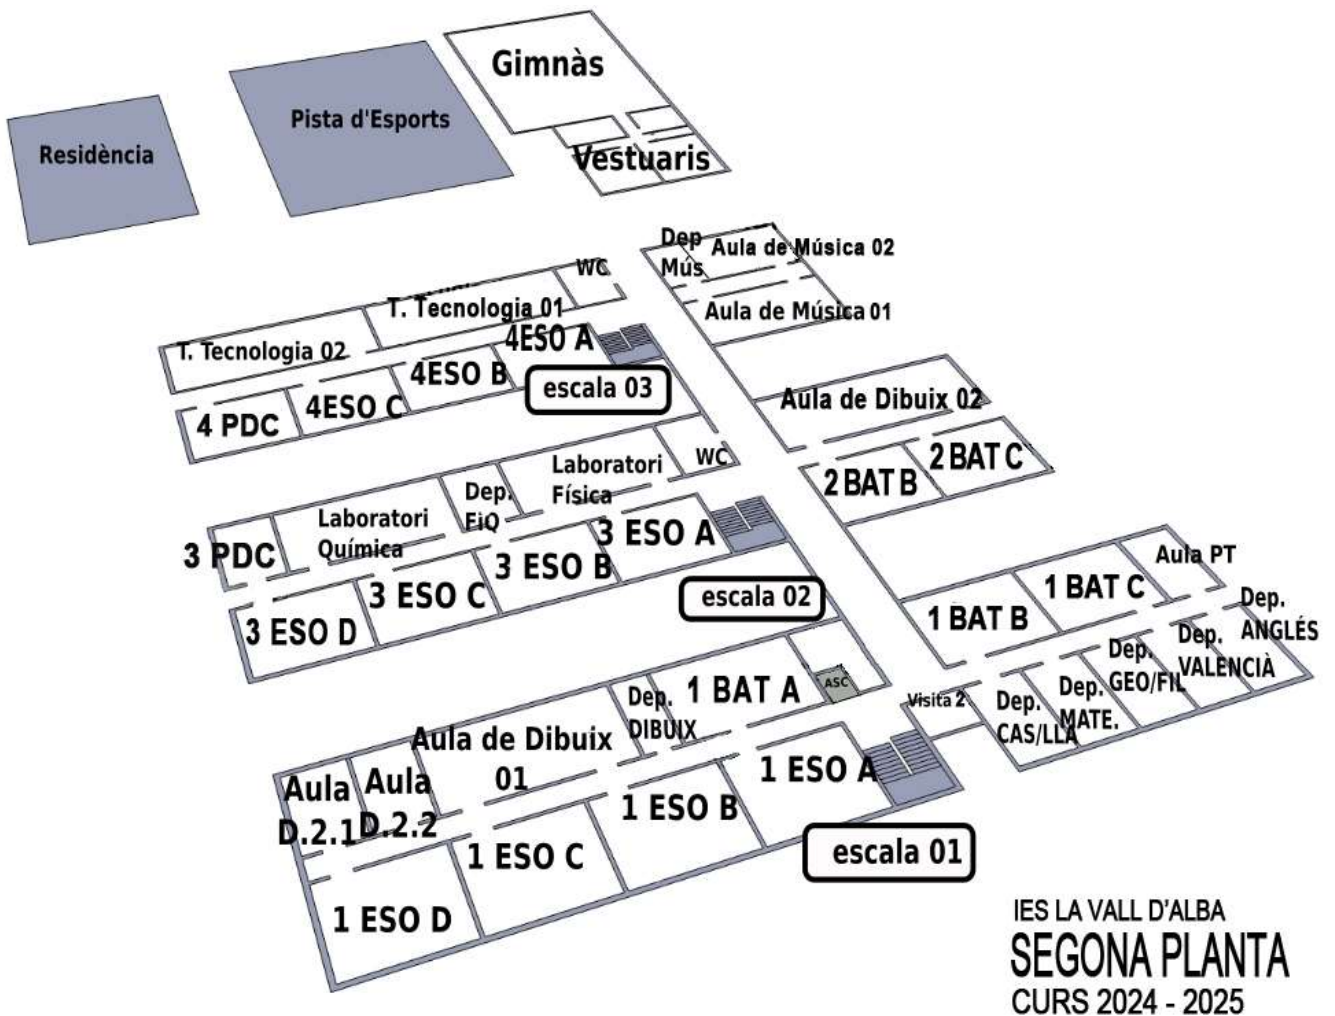 Gimnàs
Pista d'Esports
Residència
Vestuaris
Dep
Mús
Aula de Música 02
WC
T. Tecnologia 01
Aula de Música 01
T. Tecnologia 02
4ESO A
4ESO B
escala 03
4ESO C
4 PDC
Aula de Dibuix 02
2 BAT C
2 BAT B
WC
Laboratori
Física
Dep.
FiQ
Laboratori
Química
3 PDC
3 ESO A
3 ESO B
3 ESO C
3 ESO D
escala 02
Aula PT
1 BAT C
1 BAT B
Dep.
ANGLÉS
Dep.
VALENCIÀ
Dep.
GEO/FIL
Dep.
MATE.
Dep.
CAS/LLA
Visita 2
ASC
1 BAT A
Dep.
DIBUIX
Aula de Dibuix
01
Aula
D.2.2
Aula
D.2.1
1 ESO A
1 ESO B
1 ESO C
1 ESO D
escala 01
IES LA VALL D'ALBA
SEGONA PLANTA
CURS 2024 - 2025